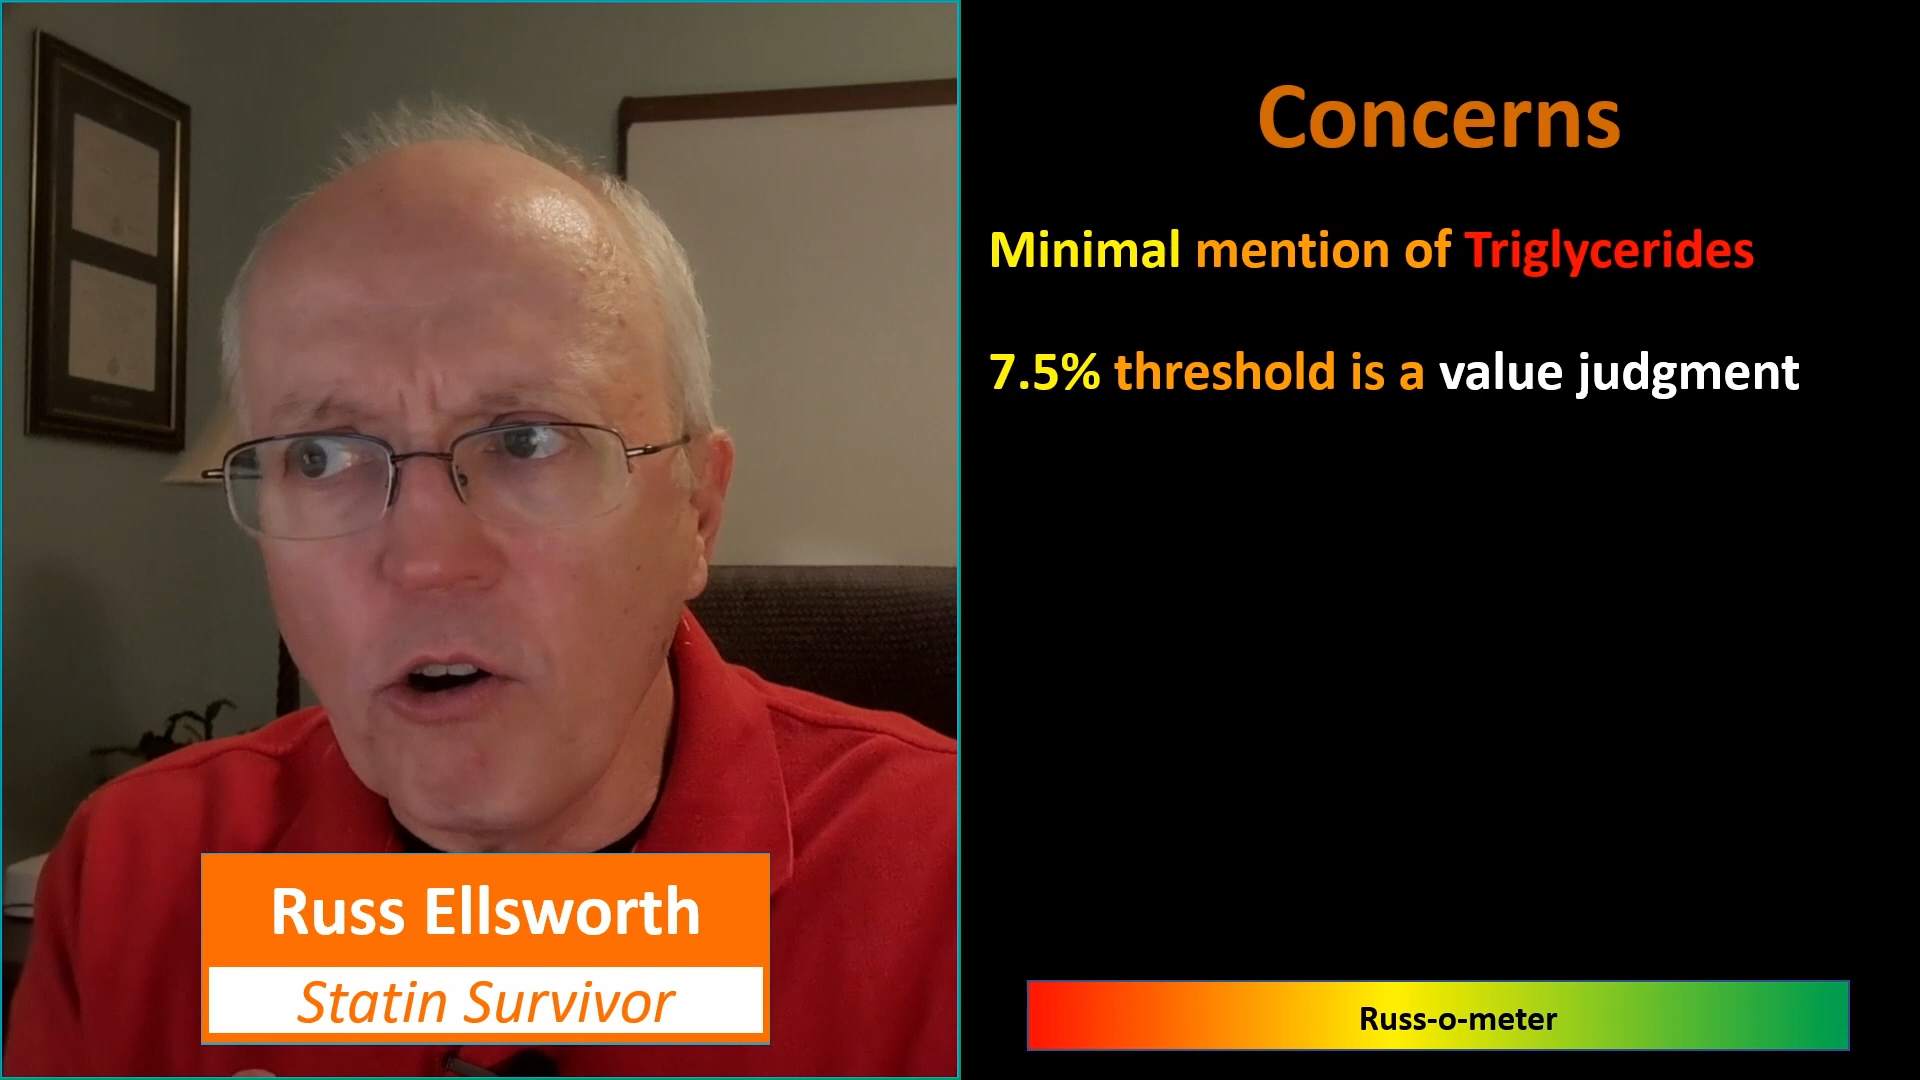 Concerns
Minimal mention of Triglycerides
7.5% threshold is a value judgment
Russ Ellsworth
Statin Survivor
Russ-o-meter